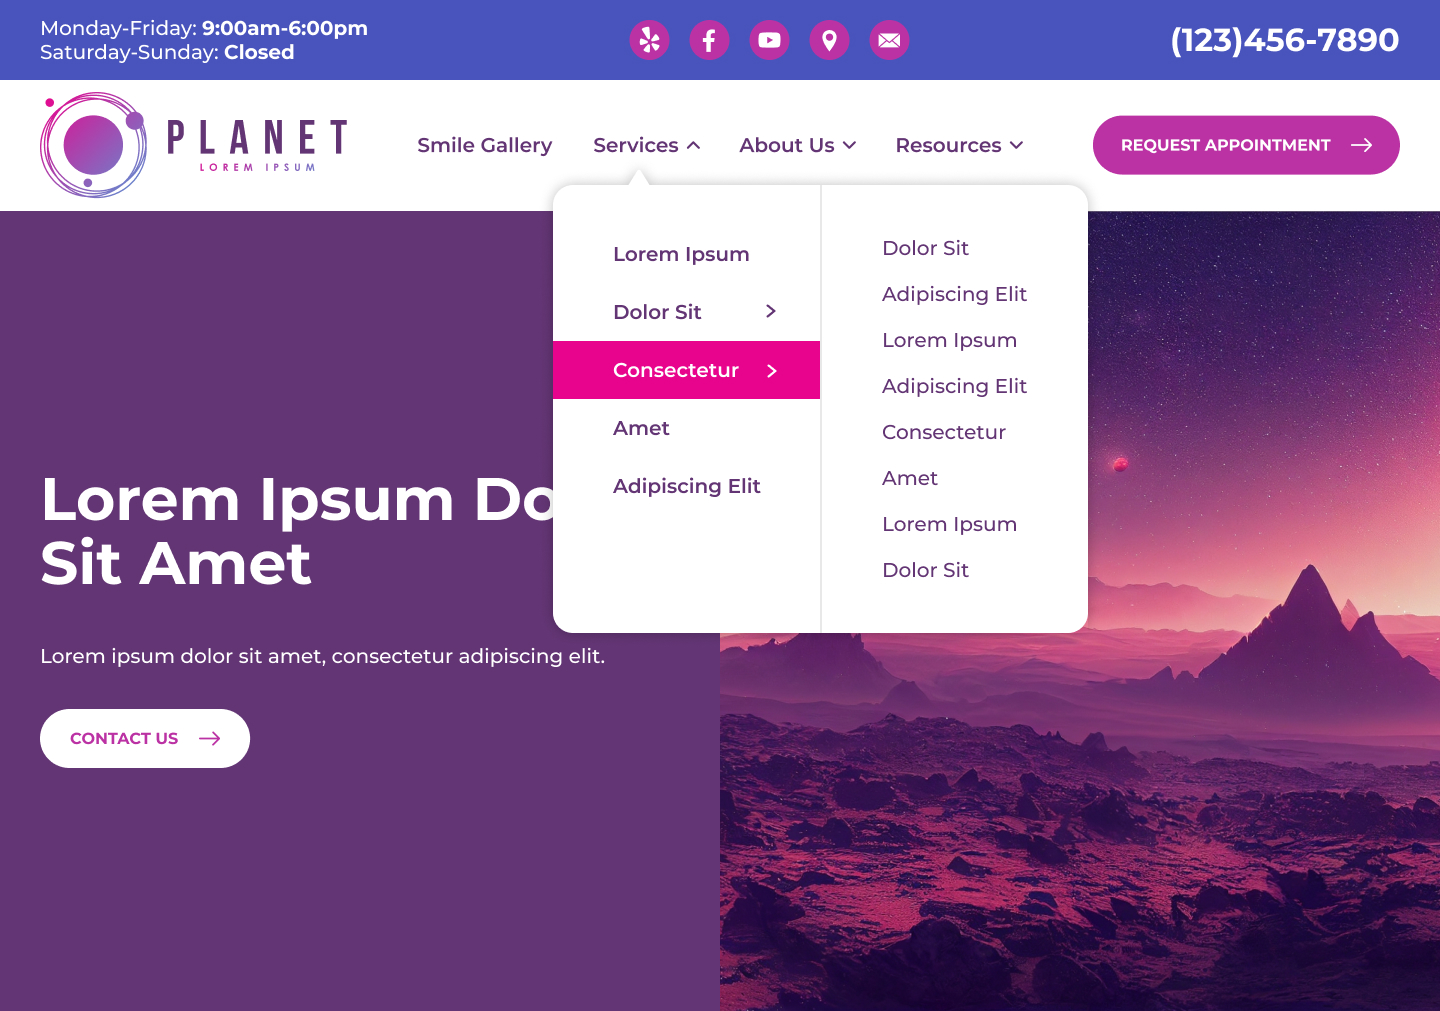 Monday-Friday: 9:00am-6:00pm
Saturday-Sunday: Closed
(123)456-7890
PLANET
LOREM IPSUM
Smile Gallery
Services
About Us
Resources
REQUEST APPOINTMENT
Lorem Ipsum
Dolor Sit
Consectetur
Amet
Adipiscing Elit
Dolor Sit
Adipiscing Elit
Lorem Ipsum
Adipiscing Elit
Consectetur
Amet
Lorem Ipsum
Dolor Sit
Lorem Ipsum Do
Sit Amet
Lorem ipsum dolor sit amet, consectetur adipiscing elit.
CONTACT US